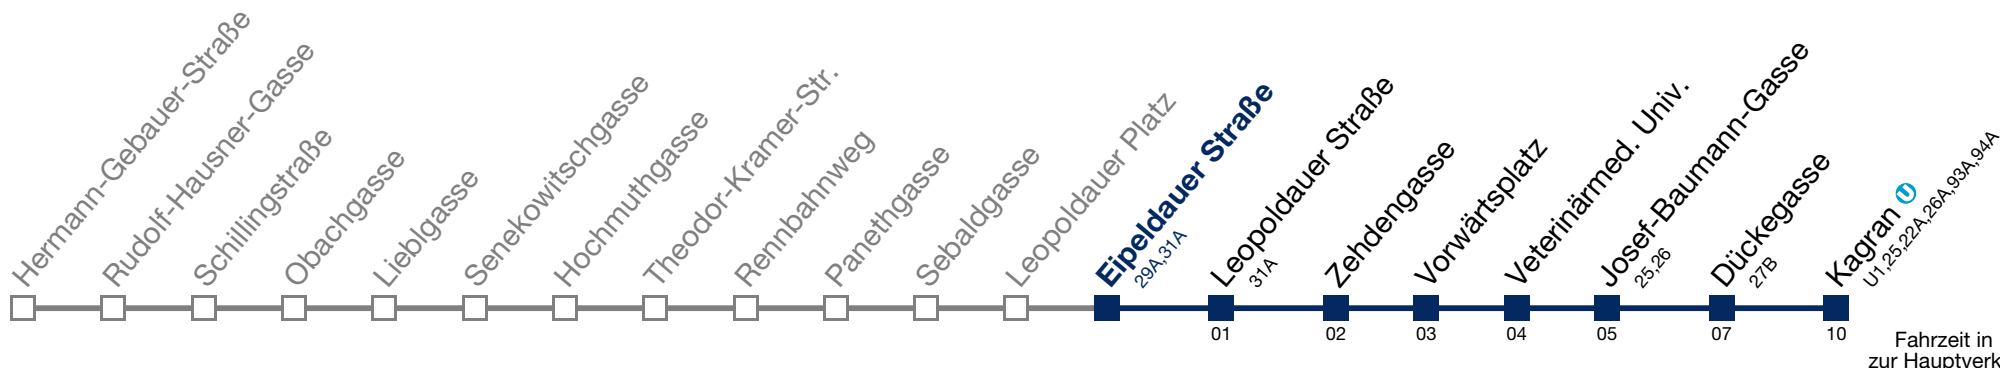 Hermann-Gebauer-Straße
Rudolf-Hausner-Gasse
Schillingstraße
Obachgasse
Lieblgasse
Senekowitschgasse
Hochmuthgasse
Theodor-Kramer-Str.
Rennbahnweg
Panethgasse
Sebaldgasse
Leopoldauer Platz
Eipeldauer Straße
29A,31A
Leopoldauer Straße
31A
Zehdengasse
Vorwärtsplatz
Veterinärmed. Univ.
Josef-Baumann-Gasse
25,26
Dückegasse
27B
Kagran U
U1,25,22A,26A,93A,94A
01 02 03 04 05 07 10
Fahrzeit in
zur Hauptverk